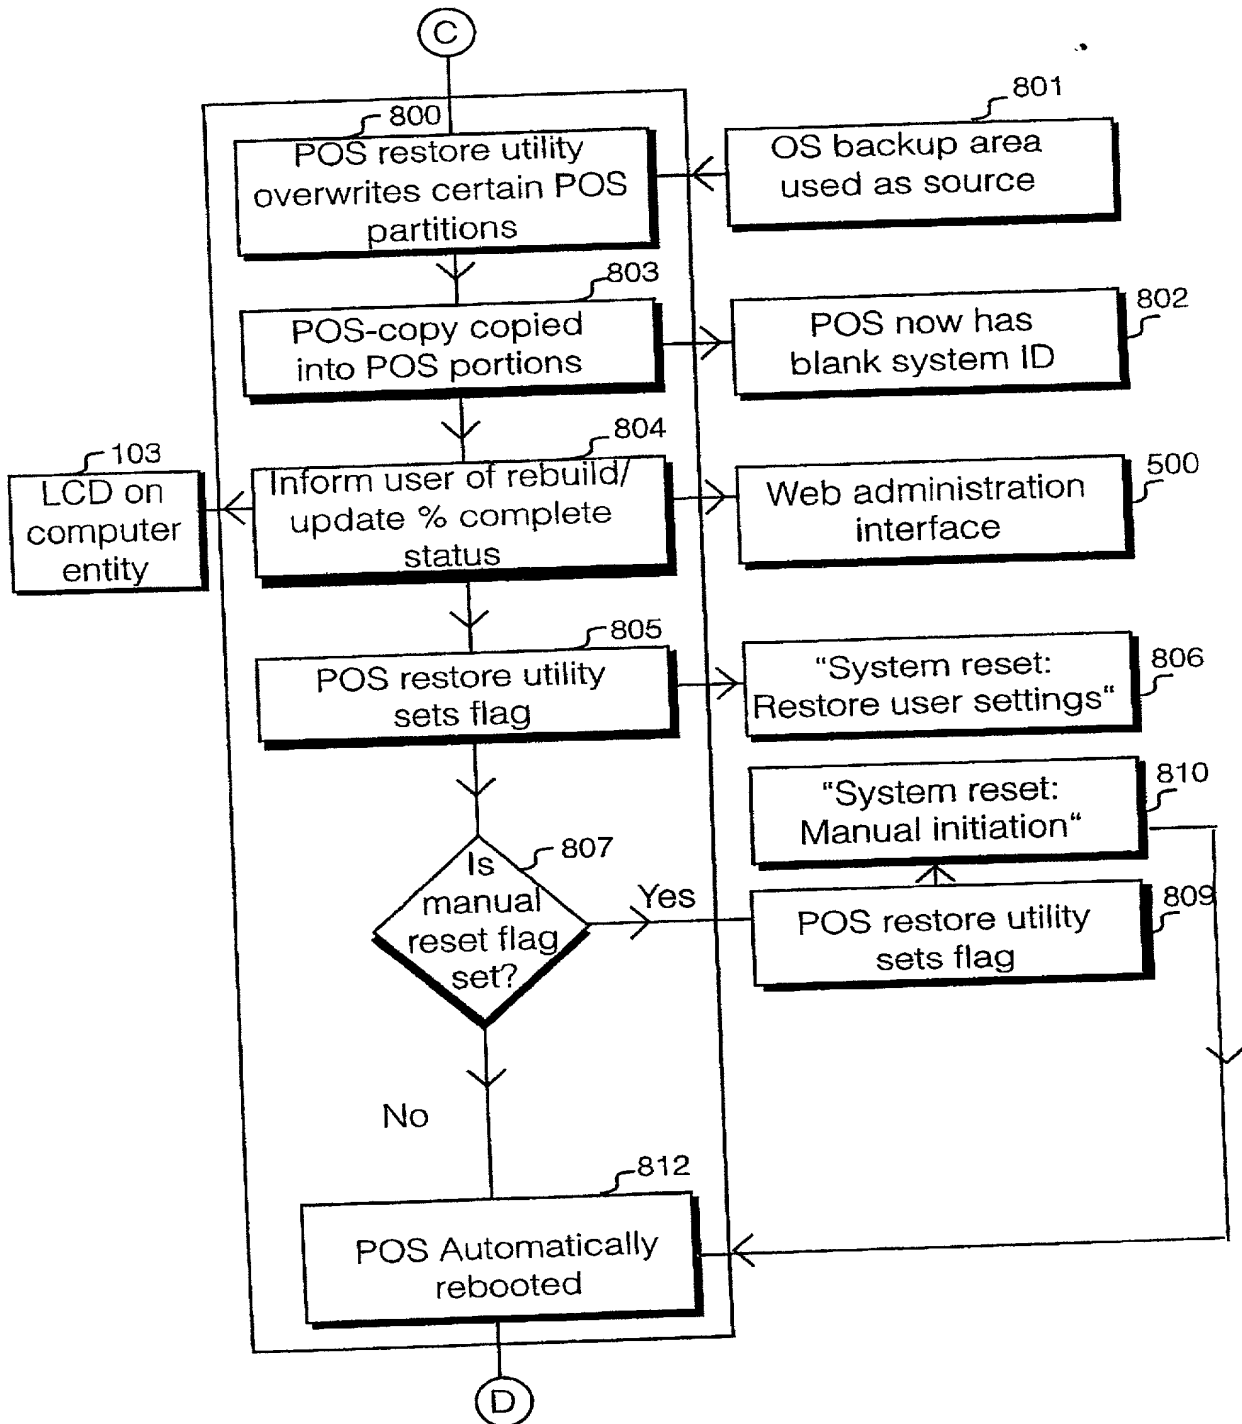 C
800
POS restore utility
overwrites certain POS
partitions
801
OS backup area
used as source
803
POS-copy copied
into POS portions
802
POS now has
blank system ID
103
LCD on
computer
entity
804
Inform user of rebuild/
update % complete
status
500
Web administration
interface
805
POS restore utility
sets flag
806
“System reset:
Restore user settings“
810
“System reset:
Manual initiation“
807
Is
manual
reset flag
set?
Yes
809
POS restore utility
sets flag
No
812
POS Automatically
rebooted
D